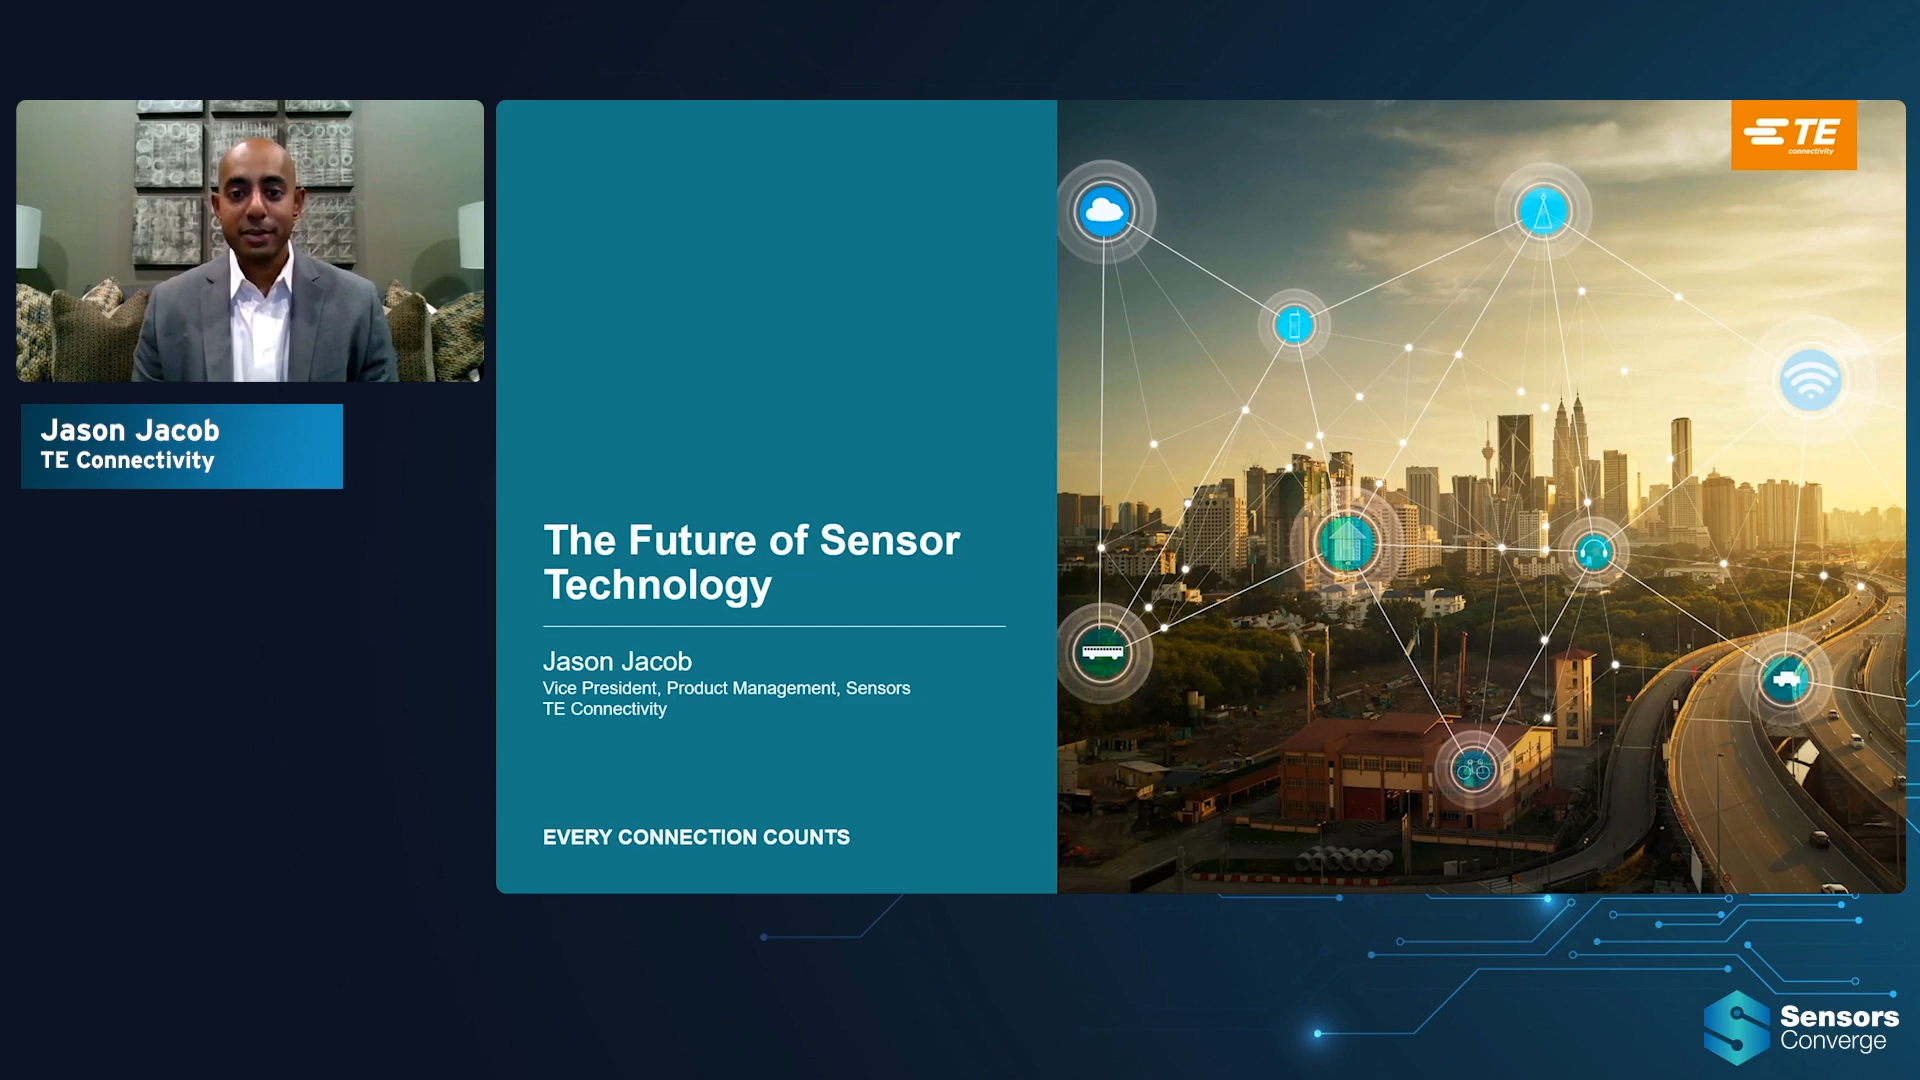 Jason Jacob
TE Connectivity
The Future of Sensor
Technology
Jason Jacob
Vice President, Product Management, Sensors
TE Connectivity
EVERY CONNECTION COUNTS
TE
connectivity
Sensors
Converge